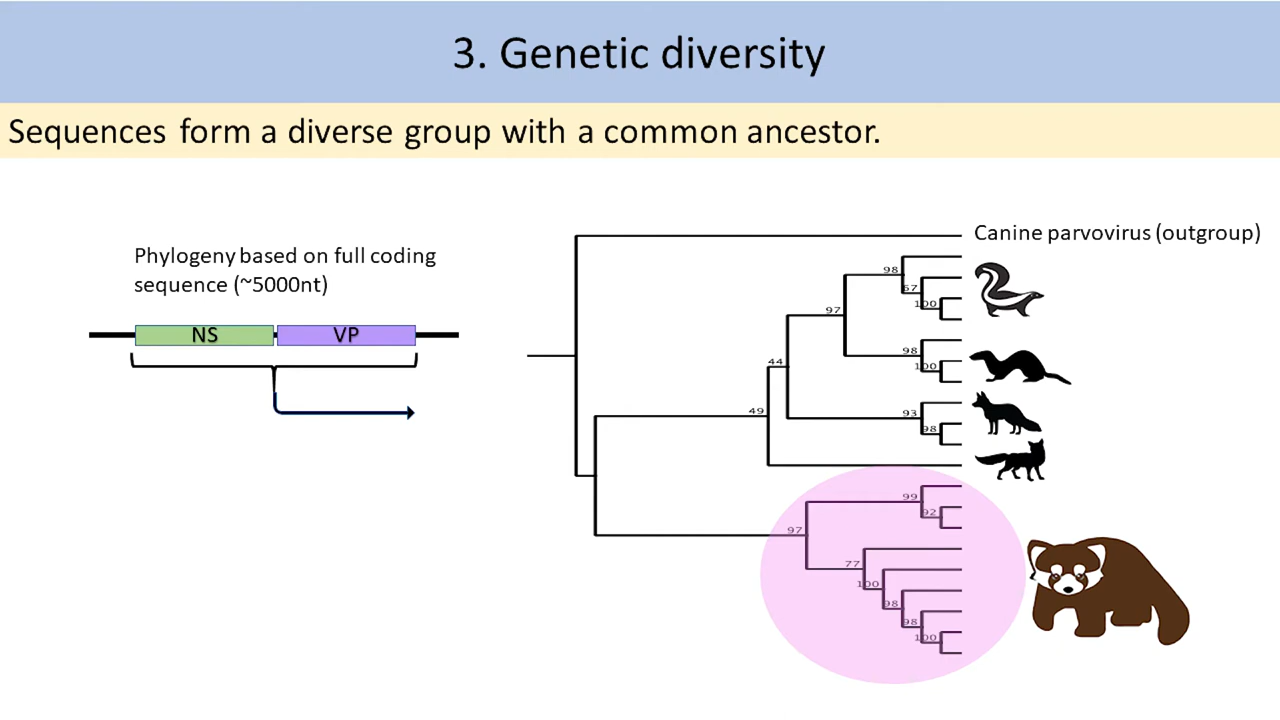 3. Genetic diversity
Sequences form a diverse group with a common ancestor.
Phylogeny based on full coding
sequence (~5000nt)
NS
VP
Canine parvovirus (outgroup)
98
67
100
97
98
100
44
93
98
49
99
92
97
77
100
98
98
100